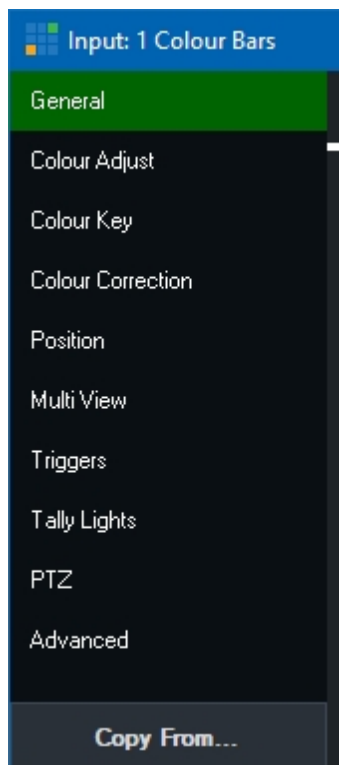 Input: 1 Colour Bars
General
Colour Adjust
Colour Key
Colour Correction
Position
Multi View
Triggers
Tally Lights
PTZ
Advanced
Copy From...